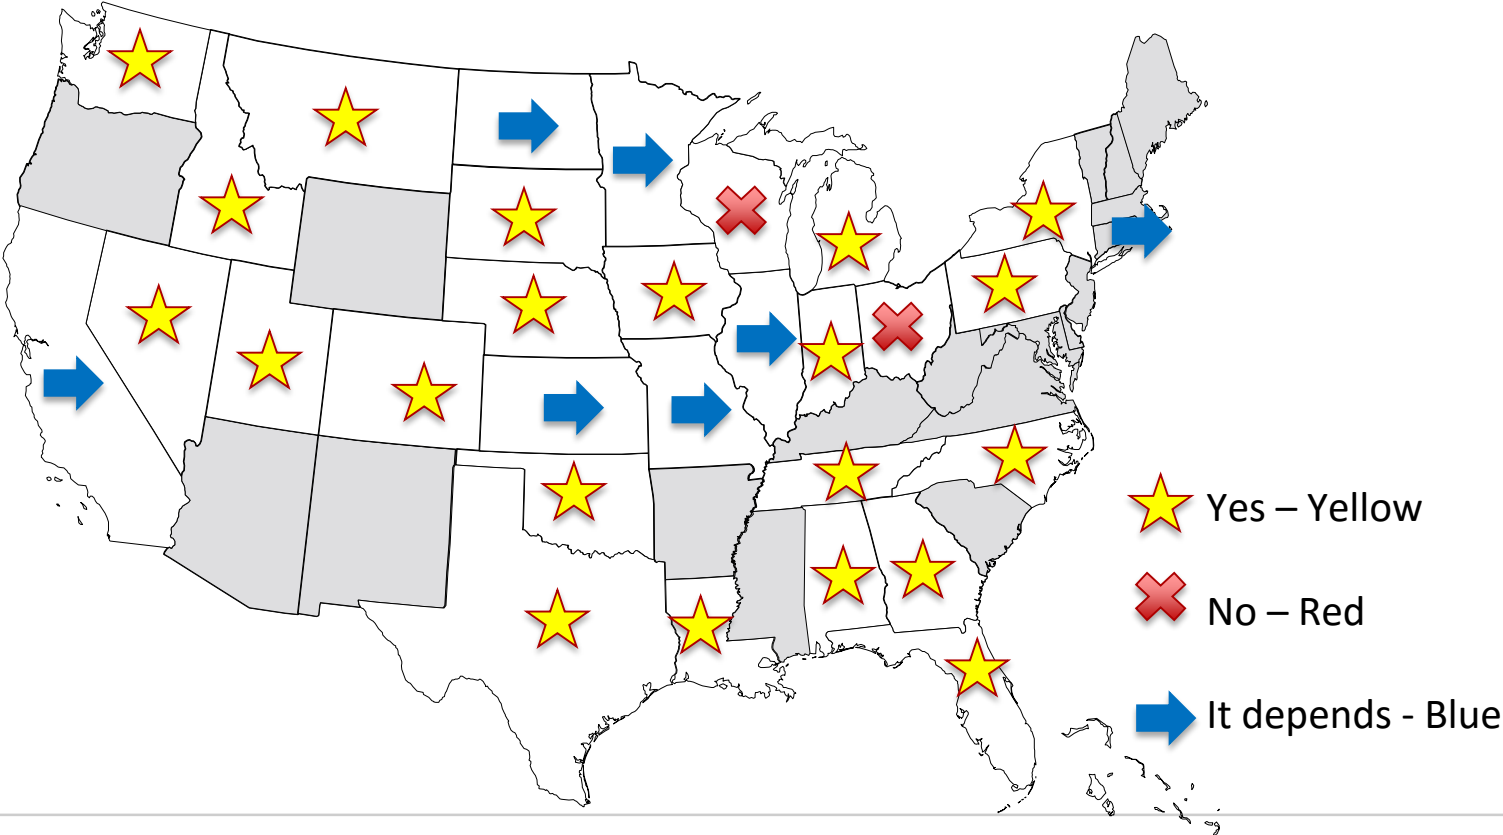 Yes – Yellow
No – Red
It depends - Blue